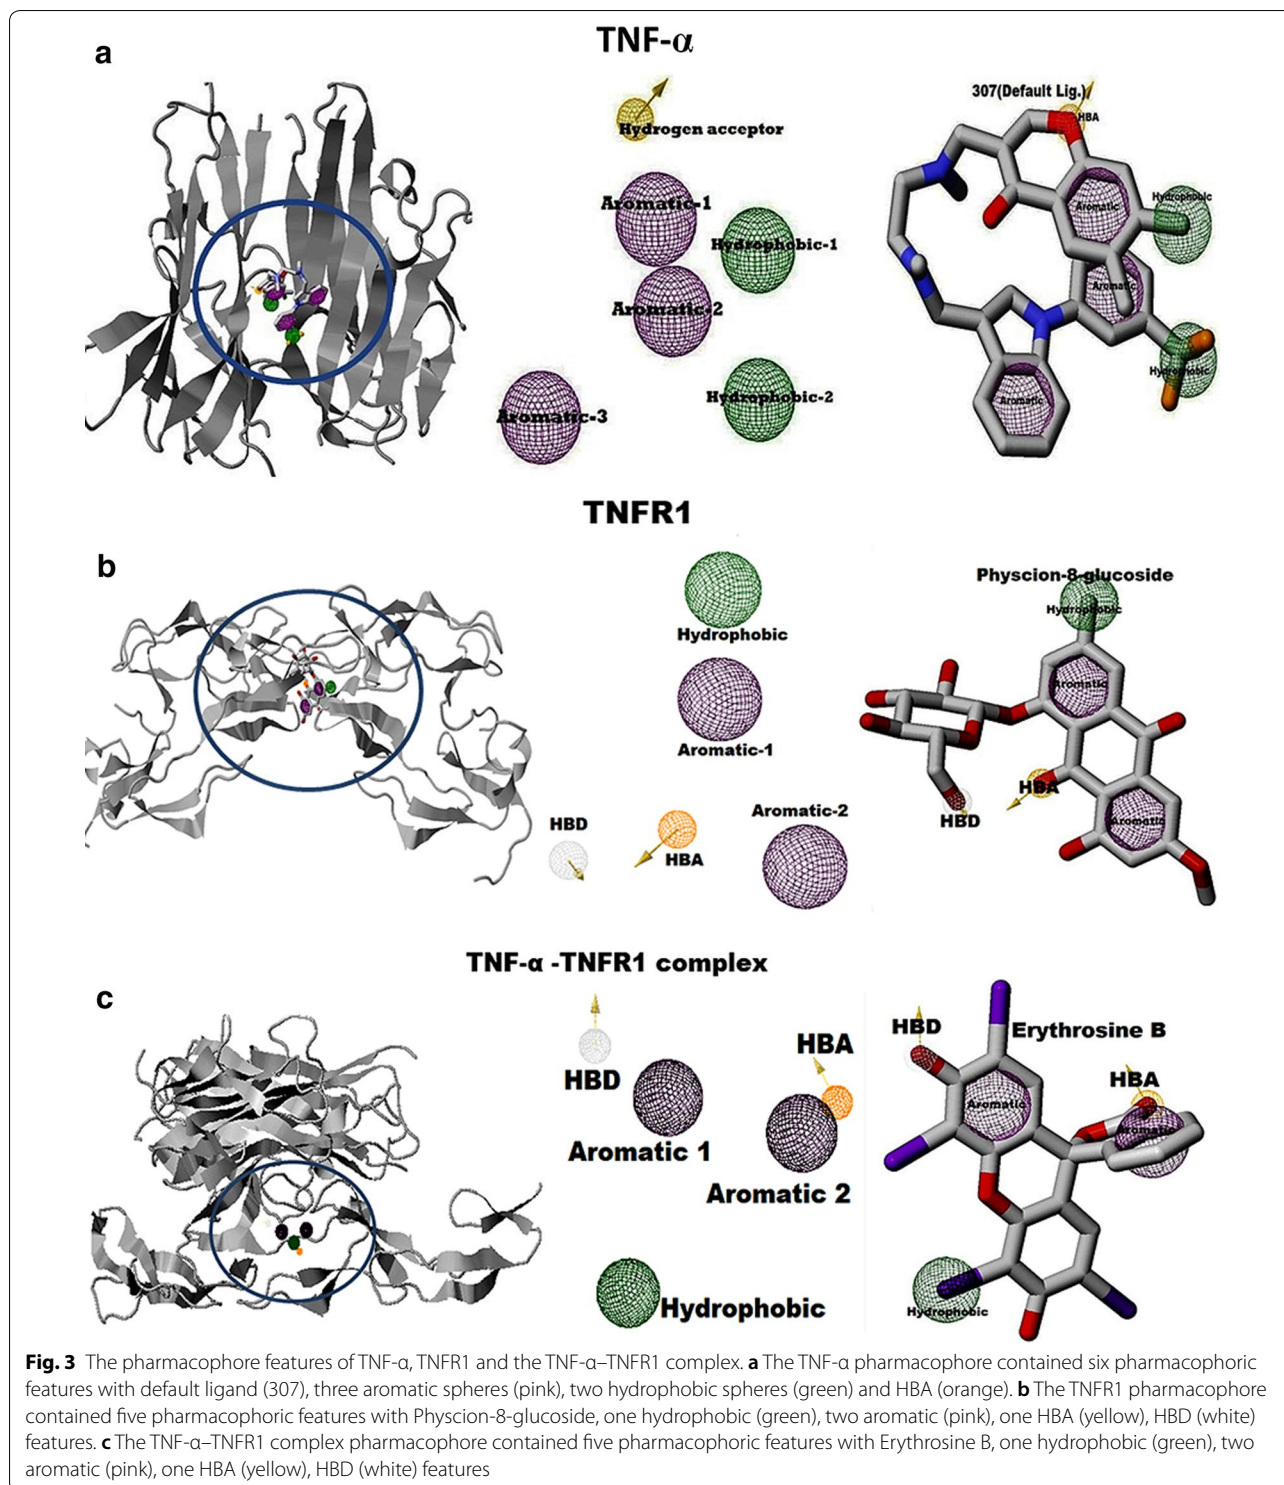 a
TNF-α
Hydrogen acceptor
Aromatic-1
Hydrophobic-1
Aromatic-2
Hydrophobic-2
Aromatic-3
307(Default Lig.)
HBA
Aromatic
Hydrophobic
Aromatic
Hydrophobic
Aromatic
TNFR1
b
Hydrophobic
Aromatic-1
HBD
HBA
Aromatic-2
Physcion-8-glucoside
Hydrophobic
Aromatic
HBA
HBD
Aromatic
TNF-α -TNFR1 complex
c
HBD
HBA
Aromatic 1
Aromatic 2
Hydrophobic
HBD
Erythrosine B
HBA
Aromatic
Aromatic
Hydrophobic
Fig. 3 The pharmacophore features of TNF-α, TNFR1 and the TNF-α–TNFR1 complex. a The TNF-α pharmacophore contained six pharmacophoric
features with default ligand (307), three aromatic spheres (pink), two hydrophobic spheres (green) and HBA (orange). b The TNFR1 pharmacophore
contained five pharmacophoric features with Physcion-8-glucoside, one hydrophobic (green), two aromatic (pink), one HBA (yellow), HBD (white)
features. c The TNF-α–TNFR1 complex pharmacophore contained five pharmacophoric features with Erythrosine B, one hydrophobic (green), two
aromatic (pink), one HBA (yellow), HBD (white) features